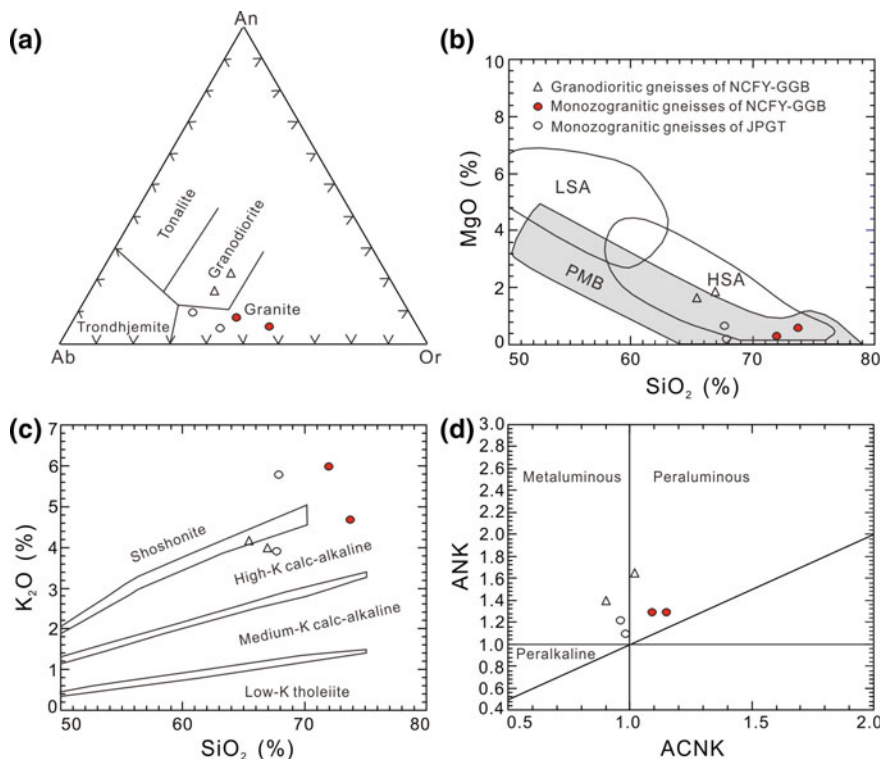 (a)
An
Tonalite
Granodiorite
Granite
Trondhjemite
Ab
Or
(b)
10
8
6
4
2
0
MgO (%)
Granodioritic gneisses of NCFY-GGB
Monozogranitic gneisses of NCFY-GGB
Monozogranitic gneisses of JPGT
LSA
PMB
HSA
50 60 70 80
SiO₂ (%)
(c)
7
6
5
4
3
2
1
0
K₂O (%)
Shoshonite
High-K calc-alkaline
Medium-K calc-alkaline
Low-K tholeiite
50 60 70 80
SiO₂ (%)
(d)
3.0
2.8
2.6
2.4
2.2
2.0
1.8
1.6
1.4
1.2
1.0
0.8
0.6
0.4
ANK
Metaluminous Peraluminous
Peralkaline
0.5 1.0 1.5 2.0
ACNK